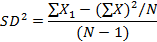 SD² = (∑X₁ − (∑X)²/N) / (N − 1)